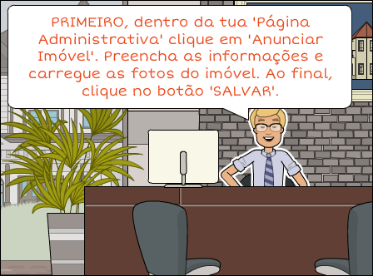 PRIMEIRO, dentro da tua 'Página
Administrativa' clique em 'Anunciar
Imóvel'. Preencha as informações e
carregue as fotos do imóvel. Ao final,
clique no botão 'SALVAR'.